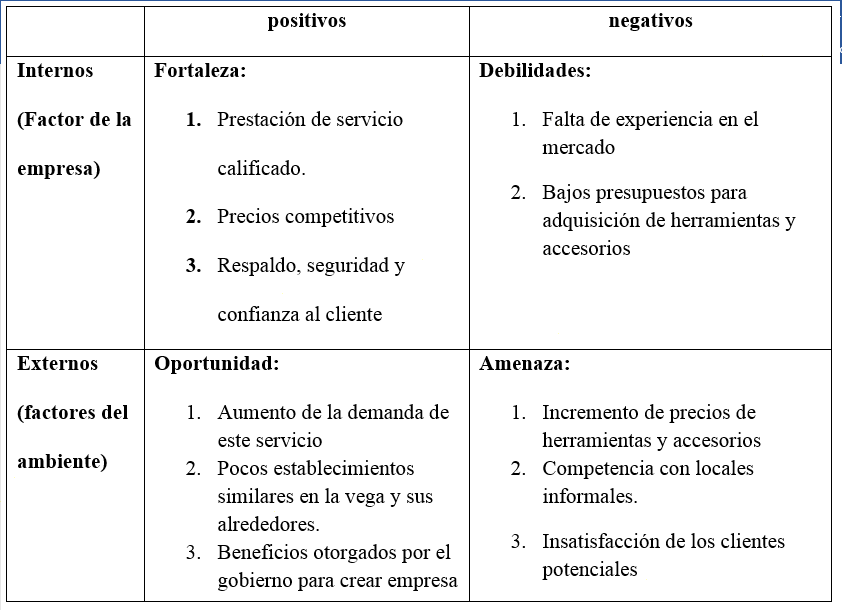 positivos
negativos
Internos
(Factor de la
empresa)
Fortaleza:
1. Prestación de servicio
calificado.
2. Precios competitivos
3. Respaldo, seguridad y
confianza al cliente
Debilidades:
1. Falta de experiencia en el
mercado
2. Bajos presupuestos para
adquisición de herramientas y
accesorios
Externos
(factores del
ambiente)
Oportunidad:
1. Aumento de la demanda de
este servicio
2. Pocos establecimientos
similares en la vega y sus
alrededores.
3. Beneficios otorgados por el
gobierno para crear empresa
Amenaza:
1. Incremento de precios de
herramientas y accesorios
2. Competencia con locales
informales.
3. Insatisfacción de los clientes
potenciales